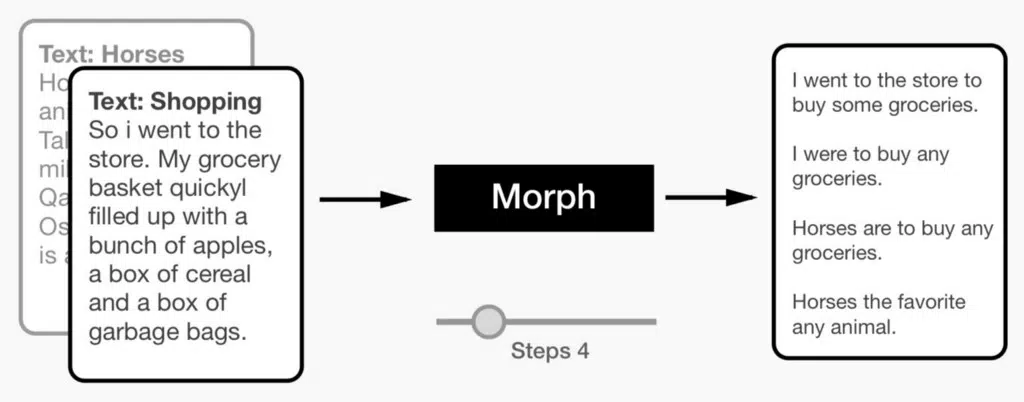 Text: Horses
Ho
an
Tal
mil
Qa
Os
is a
Text: Shopping
So i went to the
store. My grocery
basket quickyl
filled up with a
bunch of apples,
a box of cereal
and a box of
garbage bags.
Morph
Steps 4
I went to the store to
buy some groceries.
I were to buy any
groceries.
Horses are to buy any
groceries.
Horses the favorite
any animal.